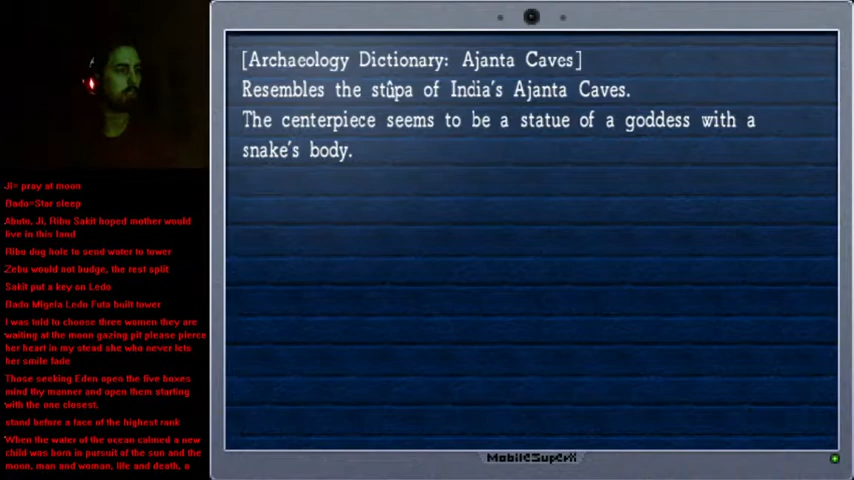 [Archaeology Dictionary: Ajanta Caves]
Resembles the stûpa of India's Ajanta Caves.
The centerpiece seems to be a statue of a goddess with a
snake's body.
MobileSuperX
Ji= pray at moon
Bado=Star sleep
Abuto, Ji, Ribu Sakit hoped mother would
live in this land
Ribu dug hole to send water to tower
Zebu would not budge, the rest split
Sakit put a key on Ledo
Bado Migela Ledo Futa built tower
I was told to choose three women they are
waiting at the moon gazing pit please pierce
her heart in my stead she who never lets
her smile fade
Those seeking Eden open the five boxes
mind thy manner and open them starting
with the one closest.
stand before a face of the highest rank
When the water of the ocean calmed a new
child was born in pursuit of the sun and the
moon, man and woman, life and death, a